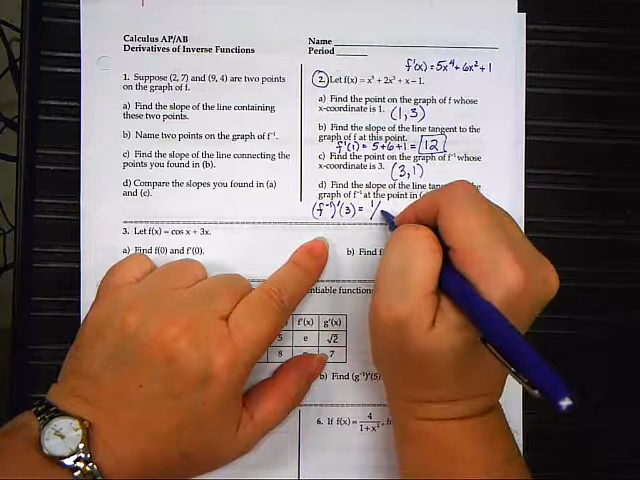 Calculus AP/AB
Derivatives of Inverse Functions
Name
Period
1. Suppose (2, 7) and (9, 4) are two points
on the graph of f.
a) Find the slope of the line containing
these two points.
b) Name two points on the graph of f⁻¹.
c) Find the slope of the line connecting the
points you found in (b).
d) Compare the slopes you found in (a)
and (c).
f'(x) = 5x⁴ + 6x² + 1
2. Let f(x) = x⁵ + 2x³ + x – 1.
a) Find the point on the graph of f whose
x-coordinate is 1. (1, 3)
b) Find the slope of the line tangent to the
graph of f at this point.
f'(1) = 5+6+1 = 12
c) Find the point on the graph of f⁻¹ whose
x-coordinate is 3. (3, 1)
d) Find the slope of the line
graph of f⁻¹ at the point in
(f⁻¹)'(3) = 1/
3. Let f(x) = cos x + 3x.
a) Find f(0) and f'(0).
b) Find
f'(x) g'(x)
5 e √2
8 7
b) Find (g⁻¹)'(5)
6. If f(x) = 4/(1+x²),